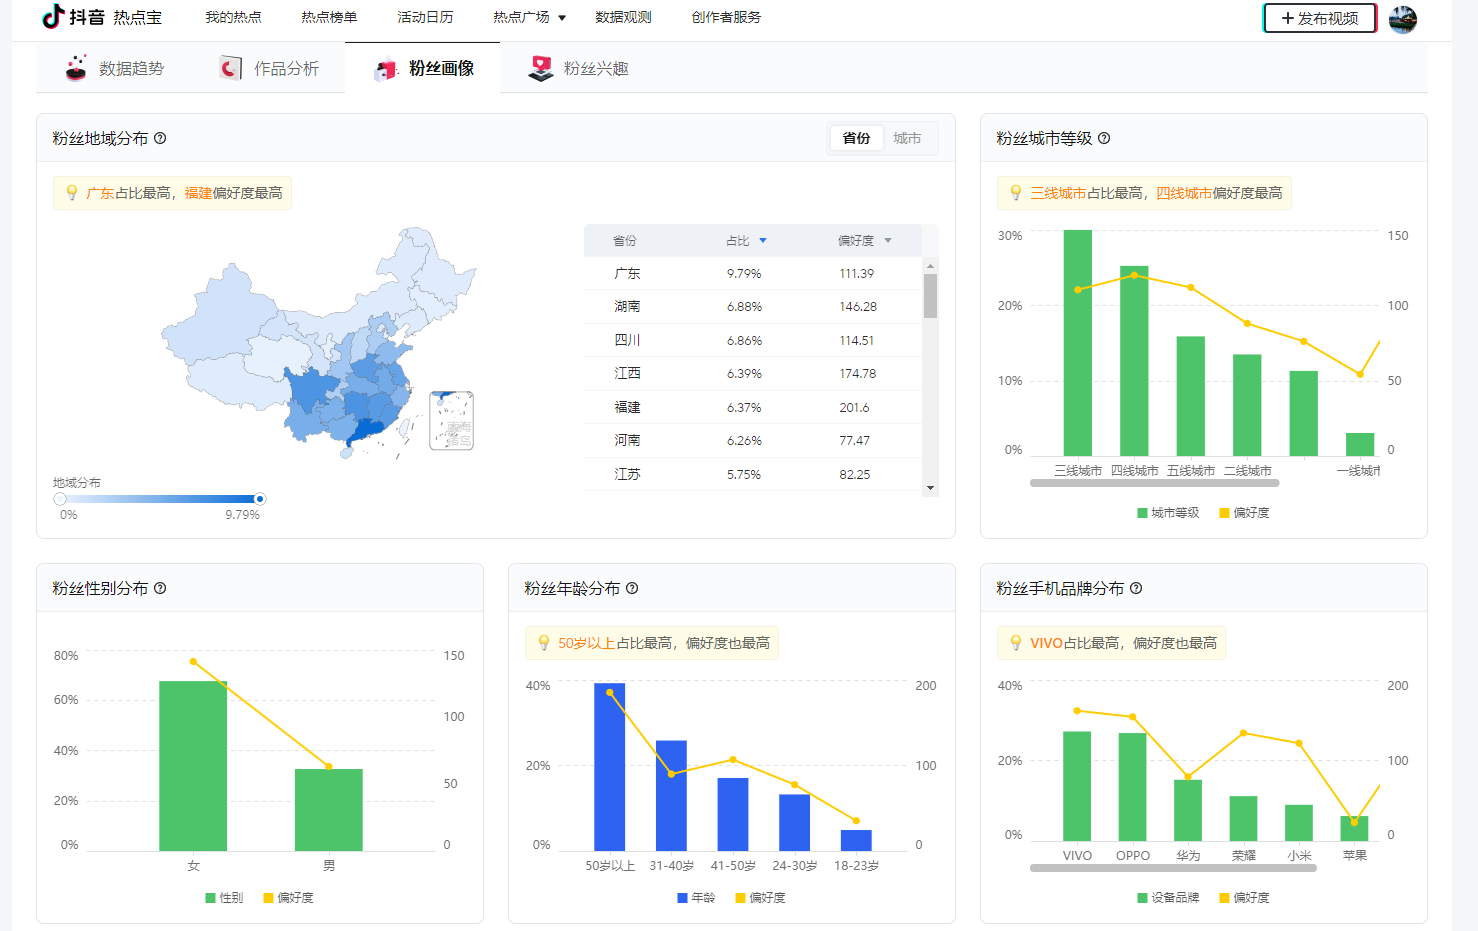 抖音 热点宝 我的热点 热点榜单 活动日历 热点广场 数据观测 创作者服务 + 发布视频
数据趋势 作品分析 粉丝画像 粉丝兴趣
粉丝地域分布
省份 城市
广东占比最高，福建偏好度最高
省份 占比 偏好度
广东 9.79% 111.39
湖南 6.88% 146.28
四川 6.86% 114.51
江西 6.39% 174.78
福建 6.37% 201.6
河南 6.26% 77.47
江苏 5.75% 82.25
南海
诸岛
地域分布
0% 9.79%
粉丝城市等级
三线城市占比最高，四线城市偏好度最高
30% 150
20% 100
10% 50
0% 0
三线城市 四线城市 五线城市 二线城市 一线城市
城市等级 偏好度
粉丝性别分布
80% 150
60%
100
40%
50
20%
0% 0
女 男
性别 偏好度
粉丝年龄分布
50岁以上占比最高，偏好度也最高
40% 200
20% 100
0% 0
50岁以上 31-40岁 41-50岁 24-30岁 18-23岁
年龄 偏好度
粉丝手机品牌分布
VIVO占比最高，偏好度也最高
40% 200
20% 100
0% 0
VIVO OPPO 华为 荣耀 小米 苹果
设备品牌 偏好度